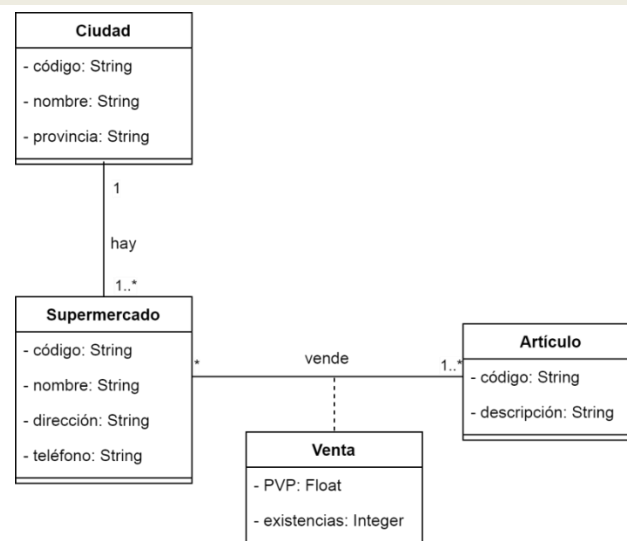 Ciudad
- código: String
- nombre: String
- provincia: String
1
hay
1..*
Supermercado
- código: String
- nombre: String
- dirección: String
- teléfono: String
*
vende
1..*
Artículo
- código: String
- descripción: String
Venta
- PVP: Float
- existencias: Integer